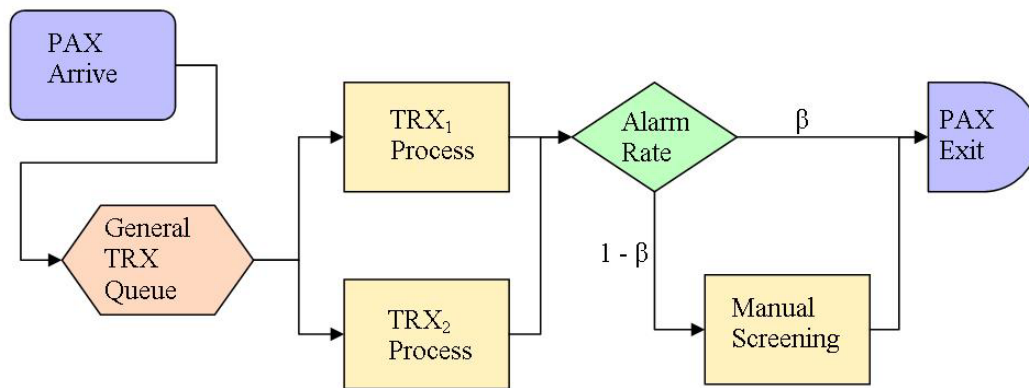 PAX
Arrive
General
TRX
Queue
TRX₁
Process
TRX₂
Process
Alarm
Rate
β
1 - β
Manual
Screening
PAX
Exit